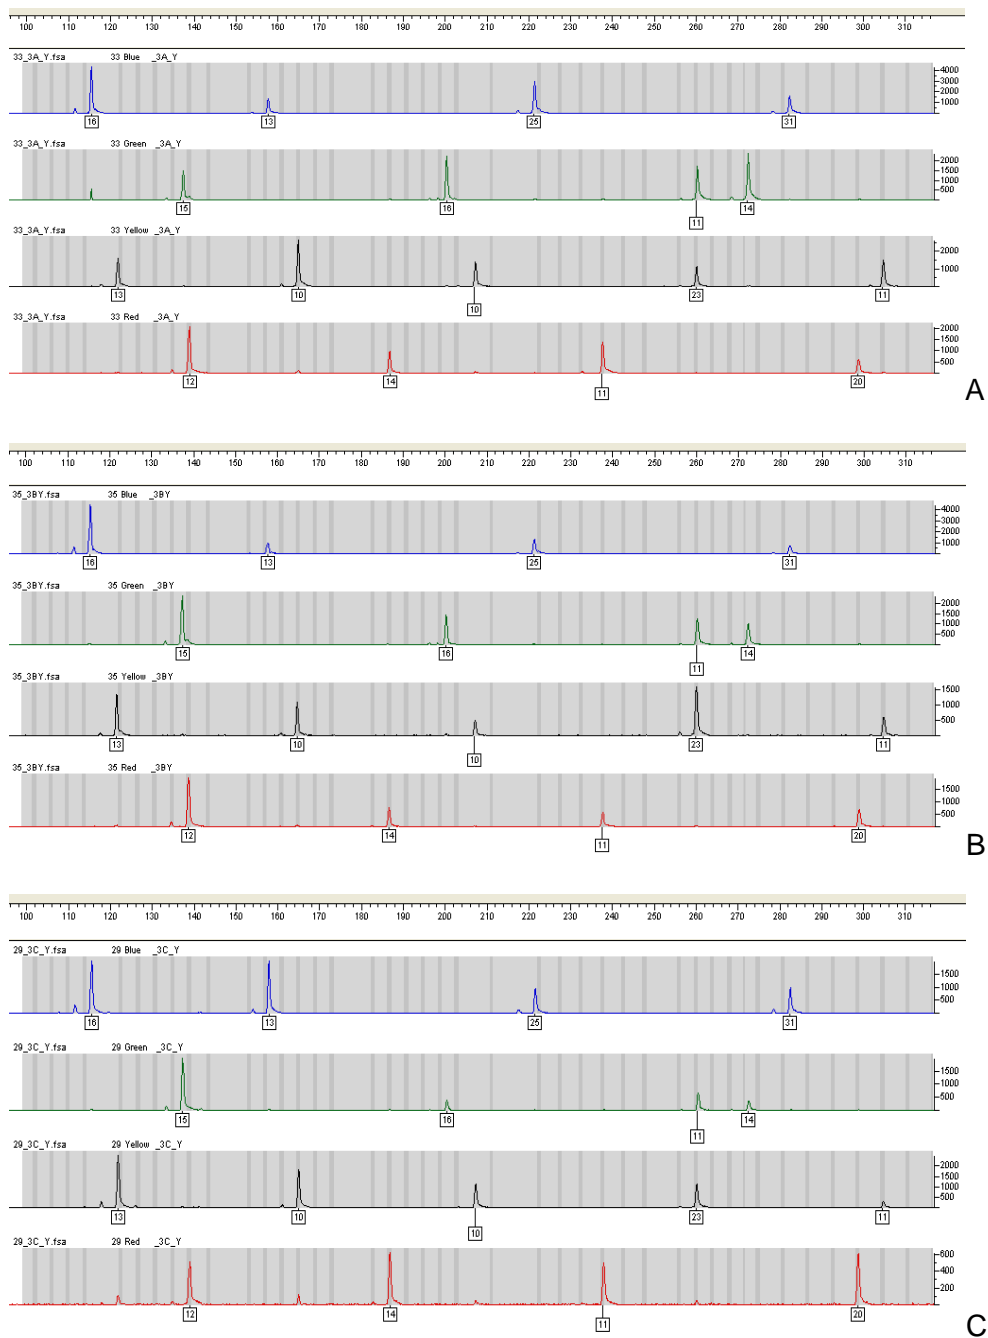 100 110 120 130 140 150 160 170 180 190 200 210 220 230 240 250 260 270 280 290 300 310
33_3A_Y.fsa 33 Blue _3A_Y
4000
3000
2000
1000
16 13 25 31
33_3A_Y.fsa 33 Green _3A_Y
2000
1500
1000
500
15 16 11 14
33_3A_Y.fsa 33 Yellow _3A_Y
2000
1000
13 10 10 23 11
33_3A_Y.fsa 33 Red _3A_Y
2000
1500
1000
500
12 14 11 20
A
100 110 120 130 140 150 160 170 180 190 200 210 220 230 240 250 260 270 280 290 300 310
35_3BY.fsa 35 Blue _3BY
4000
3000
2000
1000
16 13 25 31
35_3BY.fsa 35 Green _3BY
2000
1500
1000
500
15 16 11 14
35_3BY.fsa 35 Yellow _3BY
1500
1000
500
13 10 10 23 11
35_3BY.fsa 35 Red _3BY
1500
1000
500
12 14 11 20
B
100 110 120 130 140 150 160 170 180 190 200 210 220 230 240 250 260 270 280 290 300 310
29_3C_Y.fsa 29 Blue _3C_Y
1500
1000
500
16 13 25 31
29_3C_Y.fsa 29 Green _3C_Y
1500
1000
500
15 16 11 14
29_3C_Y.fsa 29 Yellow _3C_Y
2000
1500
1000
500
13 10 10 23 11
29_3C_Y.fsa 29 Red _3C_Y
600
400
200
12 14 11 20
C